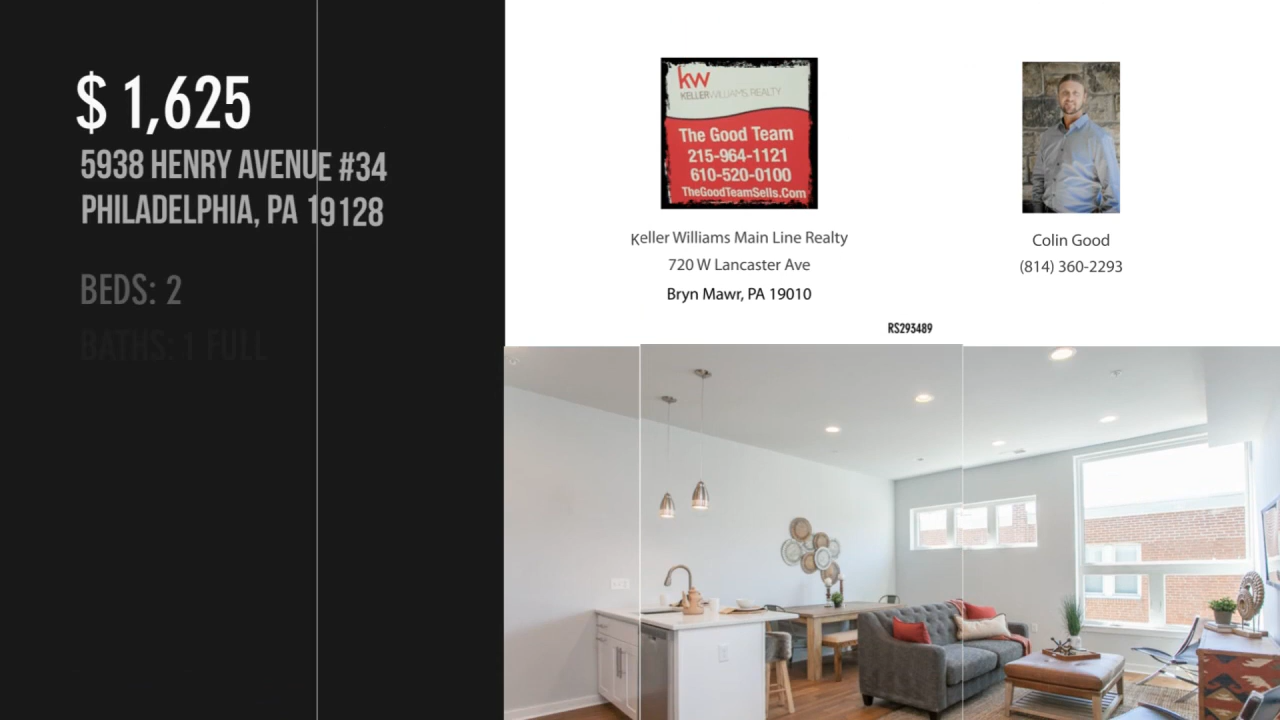 $ 1,625
5938 HENRY AVENUE #34
PHILADELPHIA, PA 19128
BEDS: 2
BATHS: 1 FULL
kw
KELLERWILLIAMS. REALTY
The Good Team
215-964-1121
610-520-0100
TheGoodTeamSells.Com
Keller Williams Main Line Realty
720 W Lancaster Ave
Bryn Mawr, PA 19010
Colin Good
(814) 360-2293
RS293489